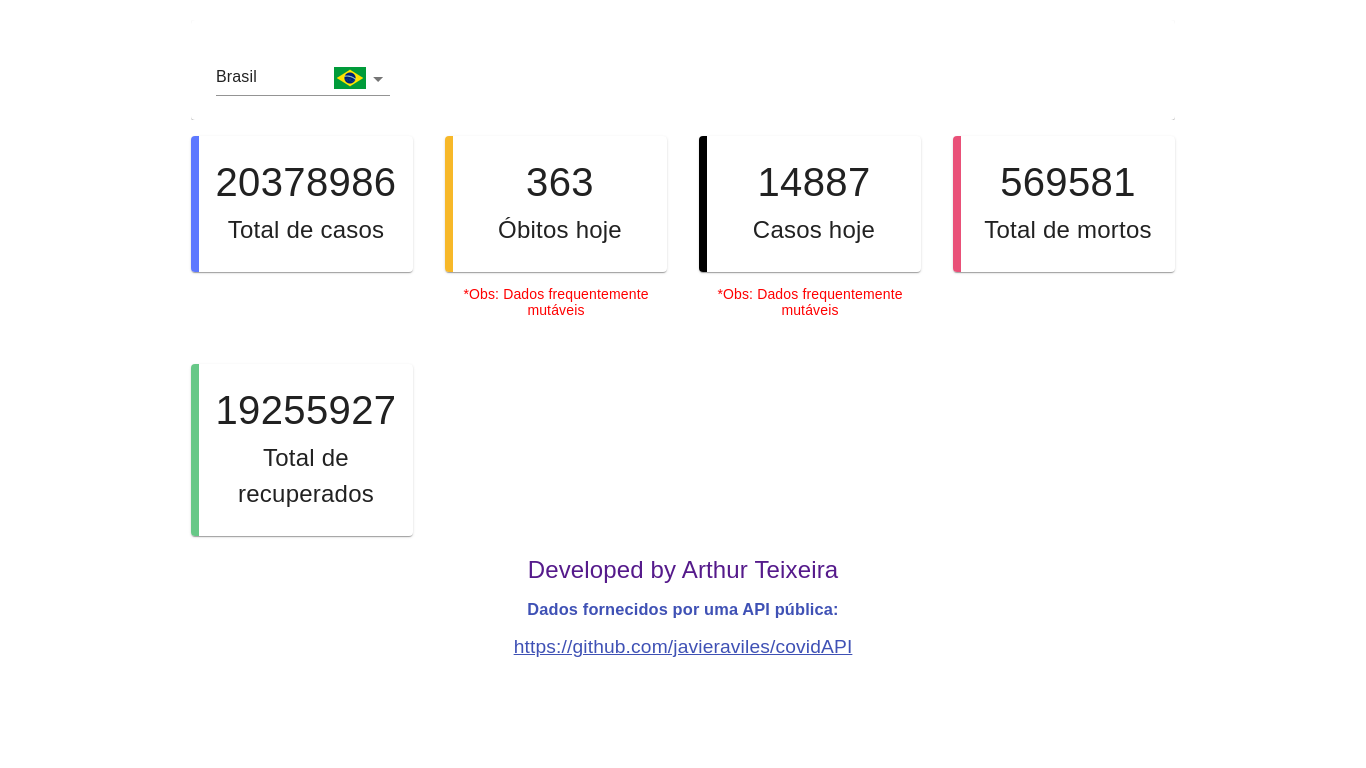 Brasil
20378986
Total de casos
363
Óbitos hoje
*Obs: Dados frequentemente
mutáveis
14887
Casos hoje
*Obs: Dados frequentemente
mutáveis
569581
Total de mortos
19255927
Total de
recuperados
Developed by Arthur Teixeira
Dados fornecidos por uma API pública:
https://github.com/javieraviles/covidAPI